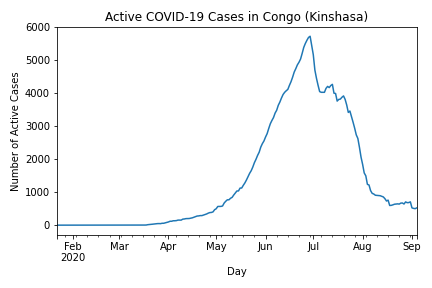 Active COVID-19 Cases in Congo (Kinshasa)
6000
5000
4000
3000
2000
1000
0
Number of Active Cases
Feb Mar Apr May Jun Jul Aug Sep
2020
Day